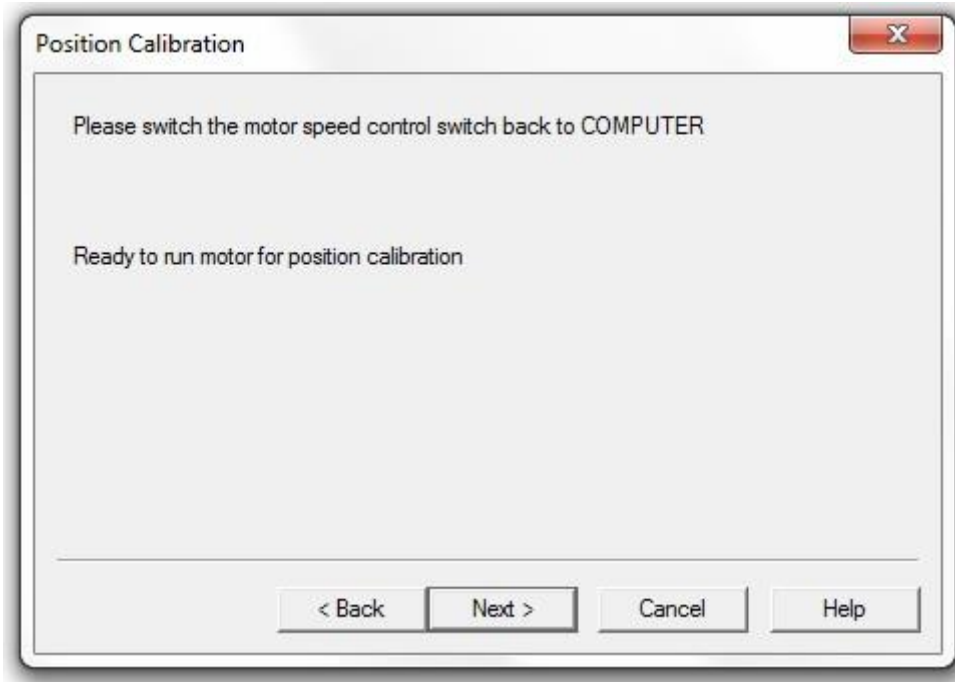 Position Calibration
Please switch the motor speed control switch back to COMPUTER
Ready to run motor for position calibration
< Back Next > Cancel Help